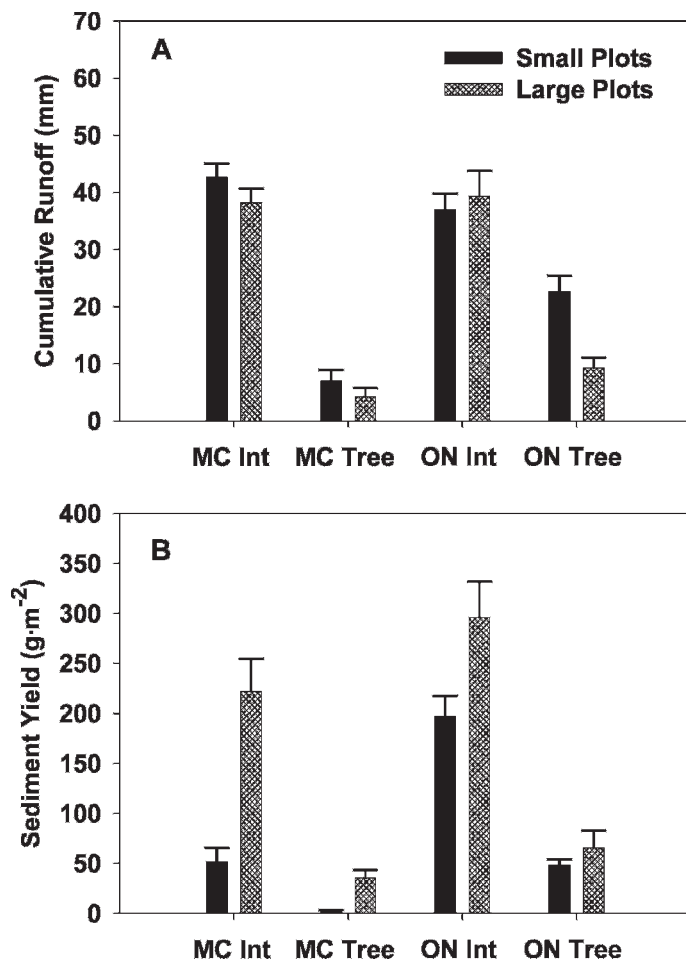 A
Small Plots
Large Plots
Cumulative Runoff (mm)
70
60
50
40
30
20
10
0
MC Int MC Tree ON Int ON Tree
B
Sediment Yield (g·m⁻²)
400
350
300
250
200
150
100
50
0
MC Int MC Tree ON Int ON Tree